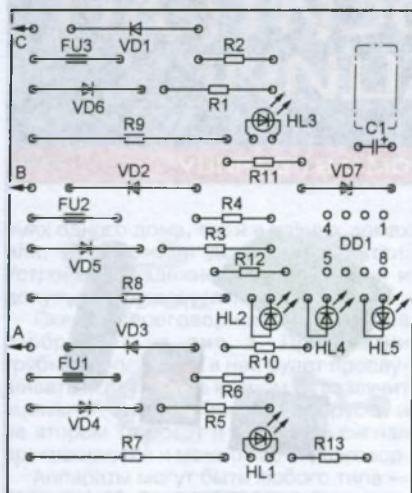 C VD1
FU3 R2
VD6 R1
C1 +
R9 HL3
R11
B VD2 VD7
FU2 R4 4
R3 DD1
VD5 R12 5 8
R8
HL2 HL4 HL5
A VD3 R10
FU1 R6
VD4 R5
R7 HL1 R13